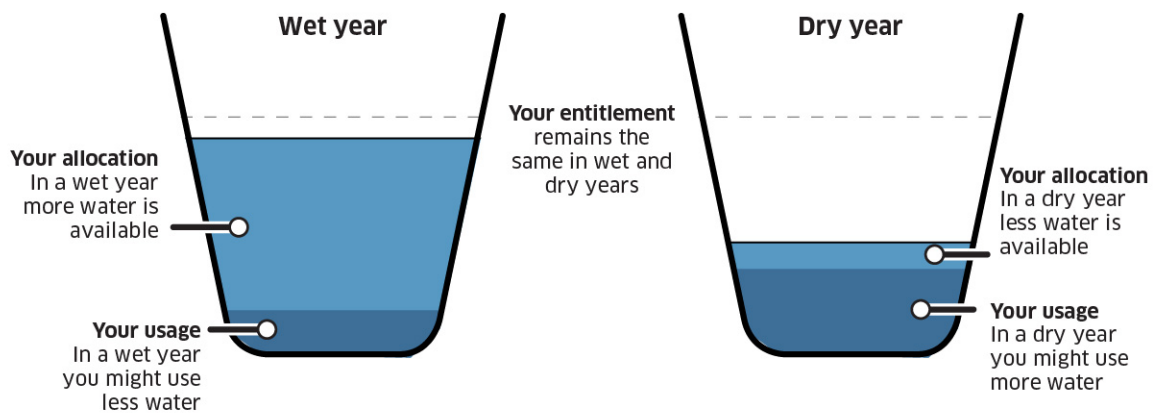 Wet year
Your allocation
In a wet year
more water is
available
Your usage
In a wet year
you might use
less water
Your entitlement
remains the
same in wet and
dry years
Dry year
Your allocation
In a dry year
less water is
available
Your usage
In a dry year
you might use
more water